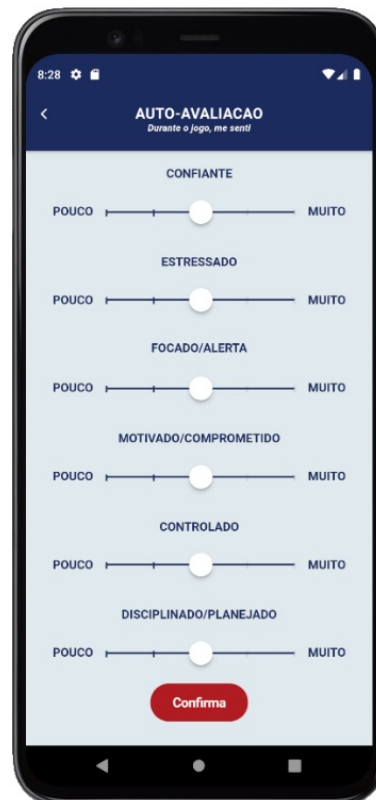 8:28
AUTO-AVALIACAO
Durante o jogo, me senti
CONFIANTE
POUCO MUITO
ESTRESSADO
POUCO MUITO
FOCADO/ALERTA
POUCO MUITO
MOTIVADO/COMPROMETIDO
POUCO MUITO
CONTROLADO
POUCO MUITO
DISCIPLINADO/PLANEJADO
POUCO MUITO
Confirma